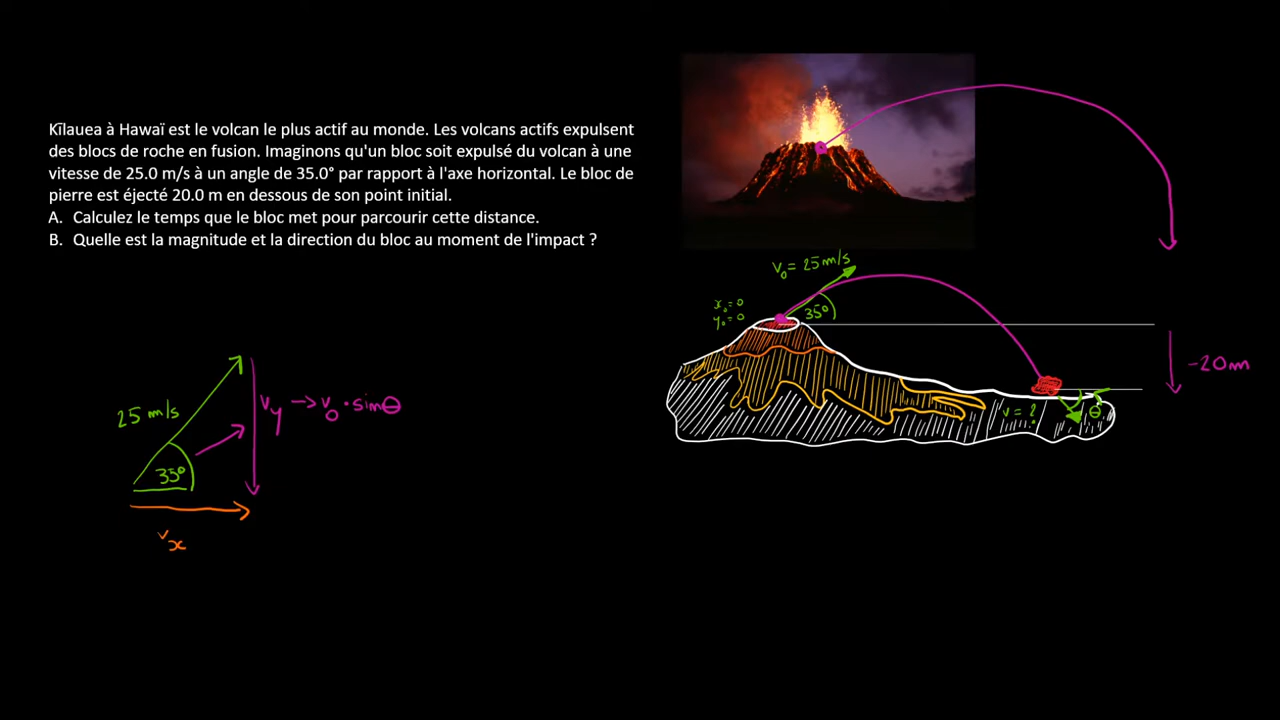 Kīlauea à Hawaï est le volcan le plus actif au monde. Les volcans actifs expulsent
des blocs de roche en fusion. Imaginons qu'un bloc soit expulsé du volcan à une
vitesse de 25.0 m/s à un angle de 35.0° par rapport à l'axe horizontal. Le bloc de
pierre est éjecté 20.0 m en dessous de son point initial.
A. Calculez le temps que le bloc met pour parcourir cette distance.
B. Quelle est la magnitude et la direction du bloc au moment de l'impact ?
v₀ = 25 m/s
x₀ = 0
y₀ = 0
35°
-20m
v = ?
θ
25 m/s
v_y → v₀ · sinθ
35°
v_x